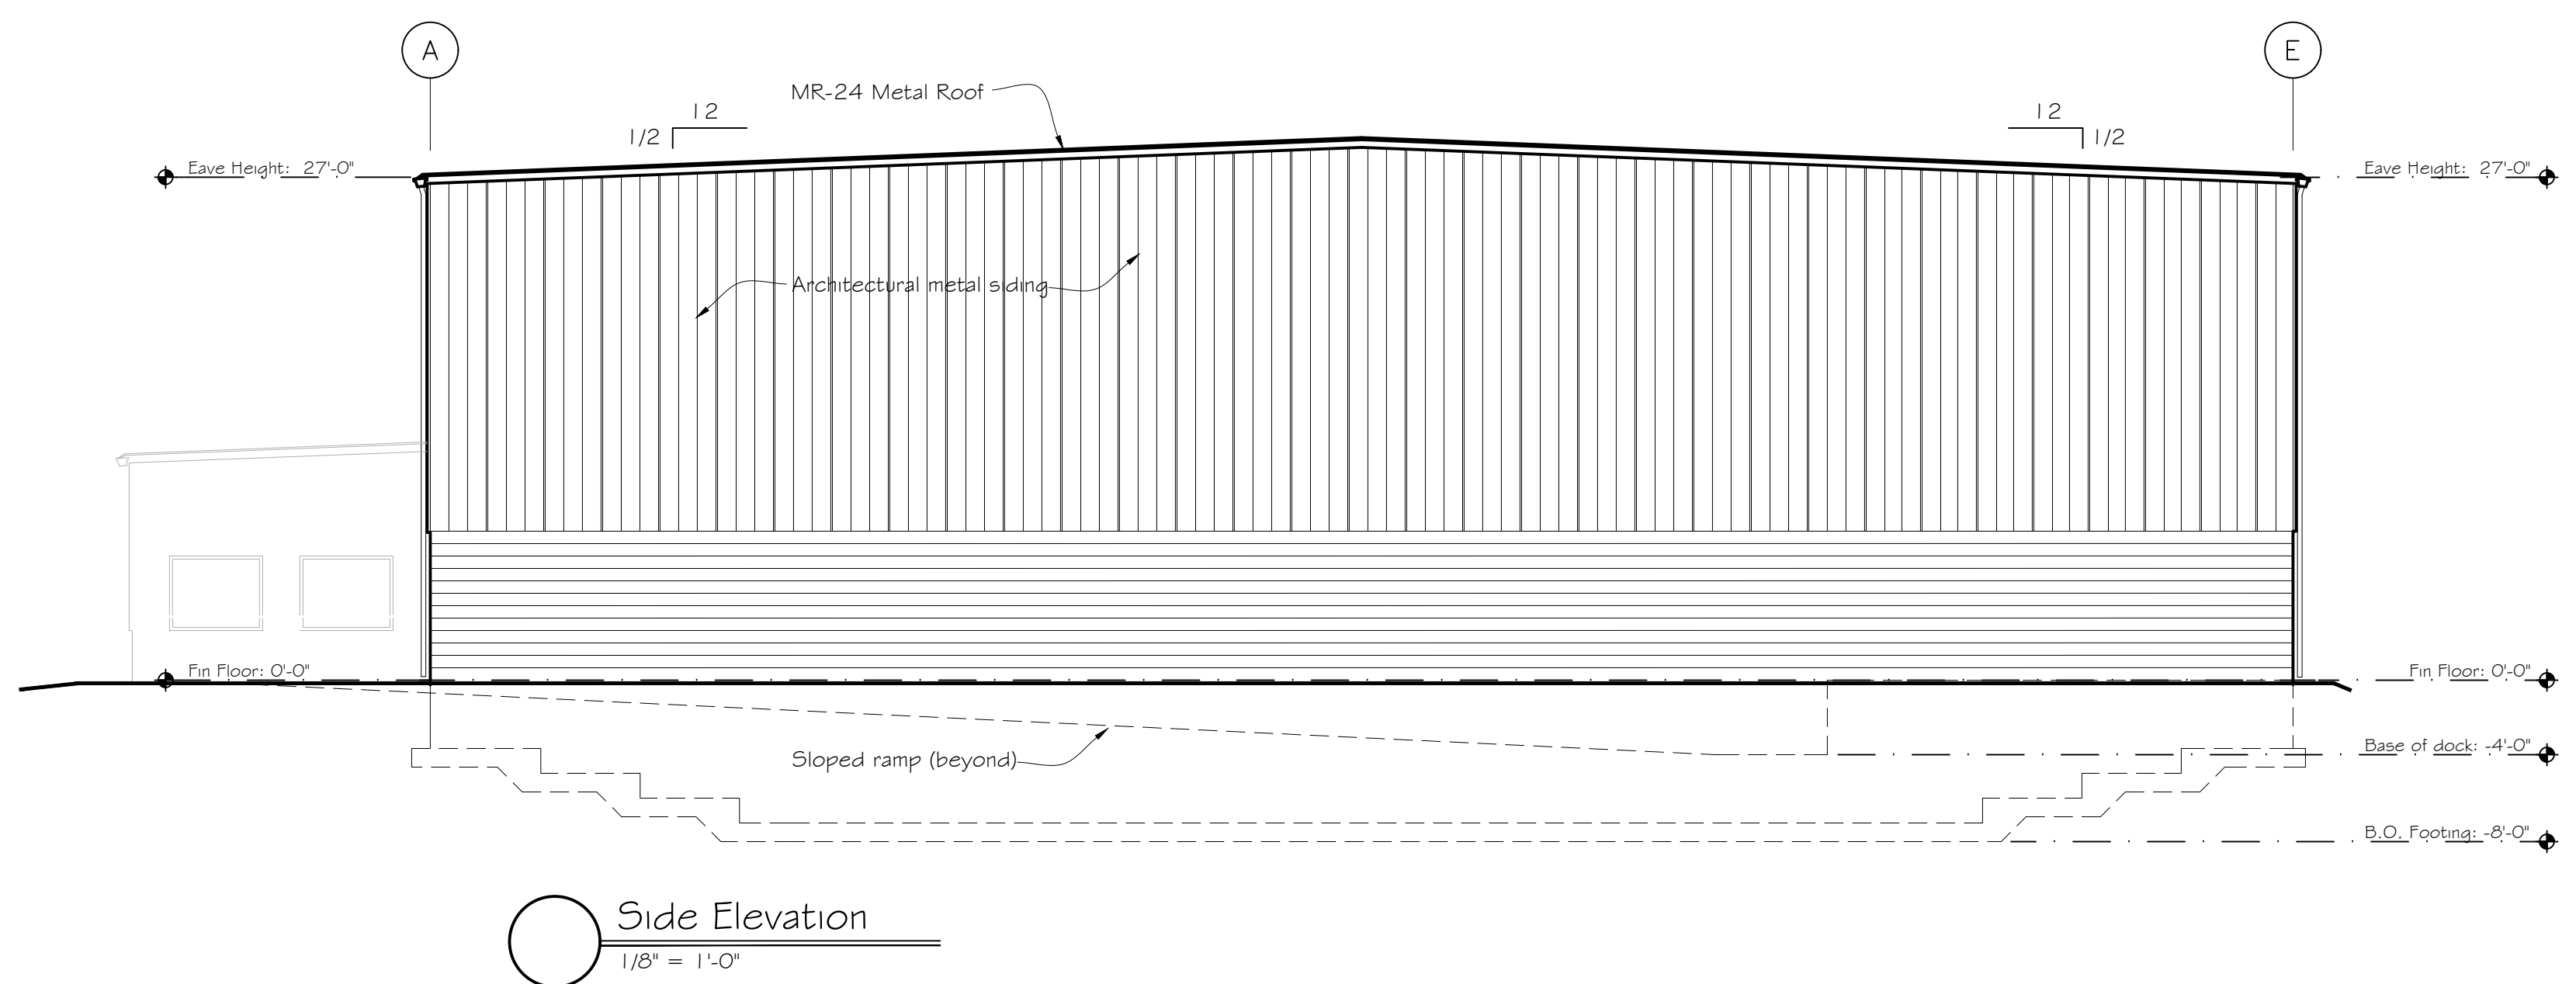 A
E
MR-24 Metal Roof
12
1/2
12
1/2
Eave Height: 27'-0"
Eave Height: 27'-0"
Architectural metal siding
Fin Floor: 0'-0"
Fin Floor: 0'-0"
Sloped ramp (beyond)
Base of dock: -4'-0"
B.O. Footing: -8'-0"
Side Elevation
1/8" = 1'-0"